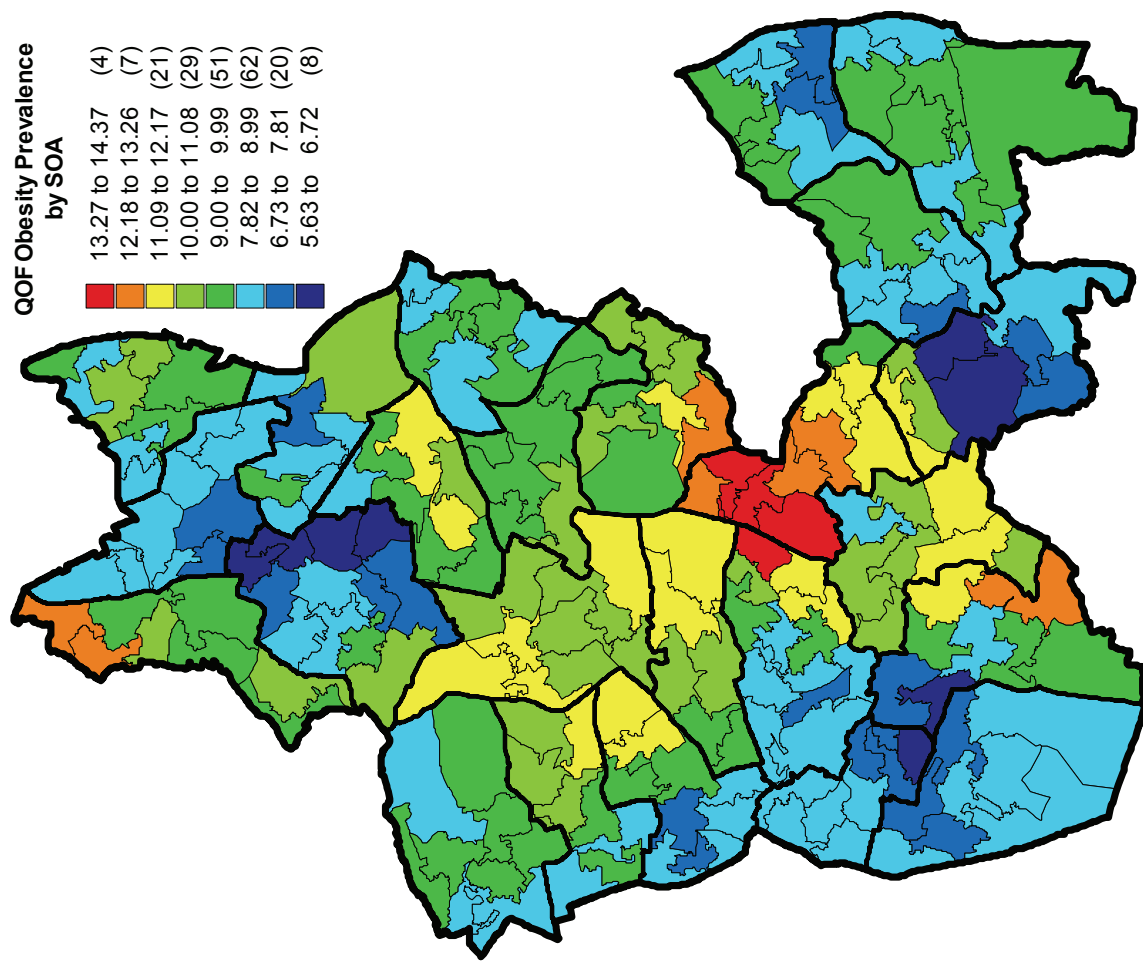 QOF Obesity Prevalence
by SOA
13.27 to 14.37 (4)
12.18 to 13.26 (7)
11.09 to 12.17 (21)
10.00 to 11.08 (29)
9.00 to 9.99 (51)
7.82 to 8.99 (62)
6.73 to 7.81 (20)
5.63 to 6.72 (8)